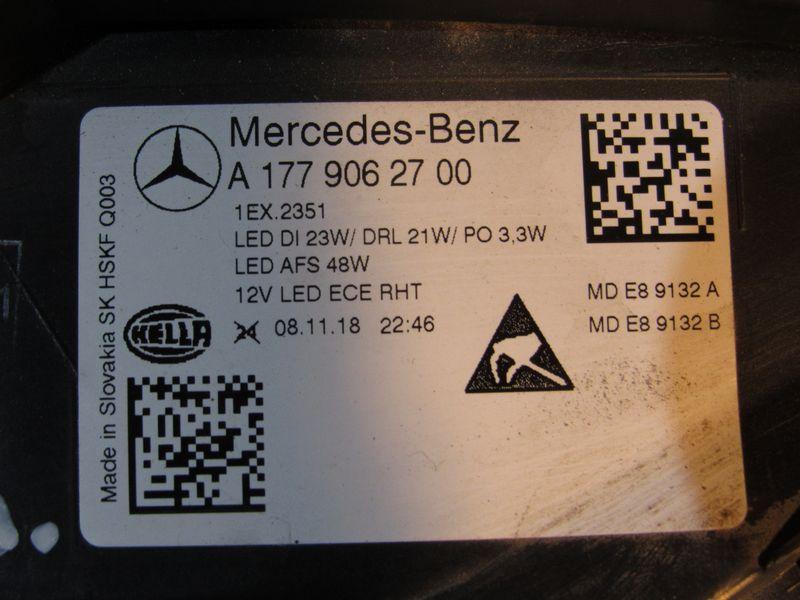 Mercedes-Benz
A 177 906 27 00
1EX.2351
LED DI 23W/ DRL 21W/ PO 3,3W
LED AFS 48W
12V LED ECE RHT
MD E8 9132 A
HELLA
24 08.11.18 22:46
MD E8 9132 B
Made in Slovakia SK HSKF Q003